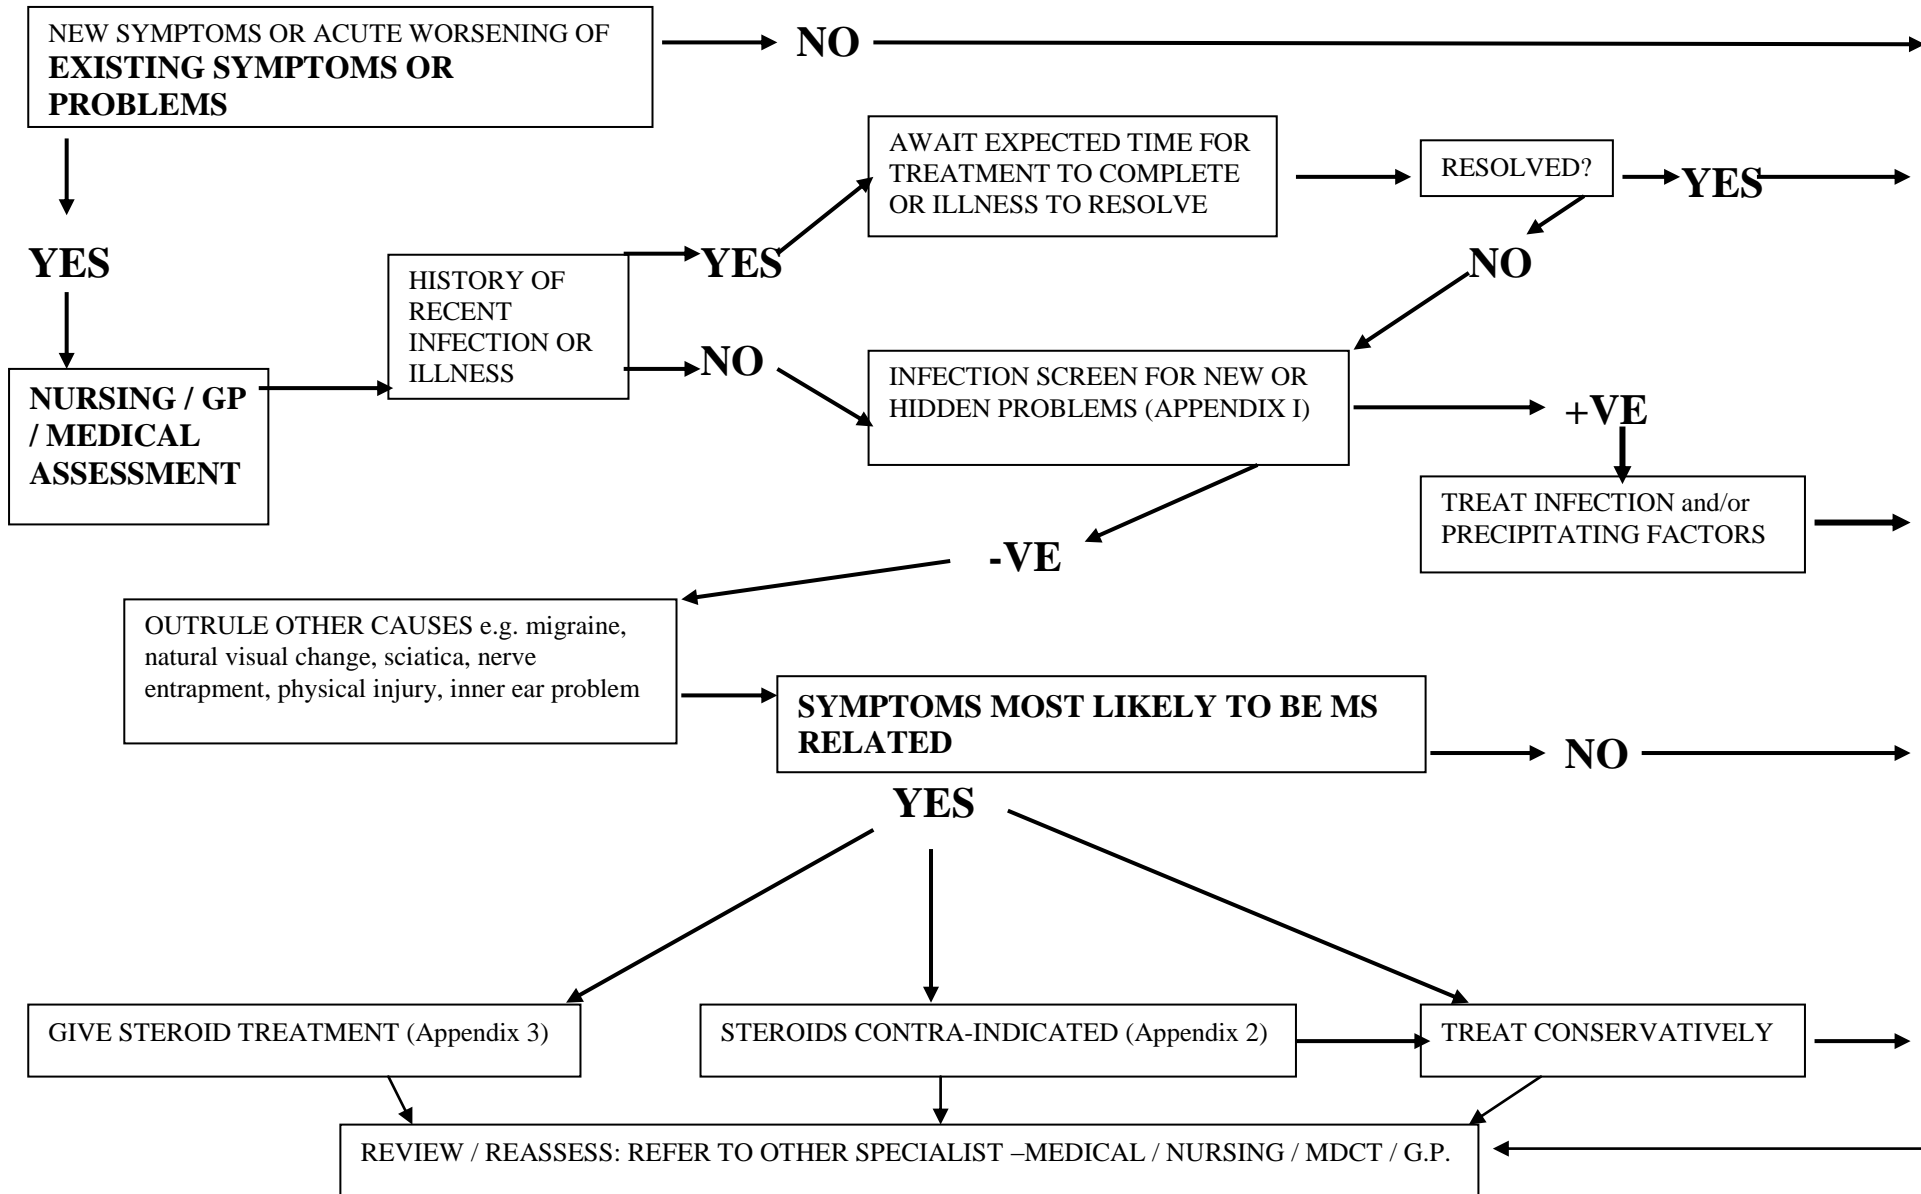 NEW SYMPTOMS OR ACUTE WORSENING OF
EXISTING SYMPTOMS OR
PROBLEMS
NO
AWAIT EXPECTED TIME FOR
TREATMENT TO COMPLETE
OR ILLNESS TO RESOLVE
RESOLVED?
YES
YES
HISTORY OF
RECENT
INFECTION OR
ILLNESS
YES
NO
NO
NURSING / GP
/ MEDICAL
ASSESSMENT
INFECTION SCREEN FOR NEW OR
HIDDEN PROBLEMS (APPENDIX I)
+VE
TREAT INFECTION and/or
PRECIPITATING FACTORS
-VE
OUTRULE OTHER CAUSES e.g. migraine,
natural visual change, sciatica, nerve
entrapment, physical injury, inner ear problem
SYMPTOMS MOST LIKELY TO BE MS
RELATED
NO
YES
GIVE STEROID TREATMENT (Appendix 3)
STEROIDS CONTRA-INDICATED (Appendix 2)
TREAT CONSERVATIVELY
REVIEW / REASSESS: REFER TO OTHER SPECIALIST –MEDICAL / NURSING / MDCT / G.P.